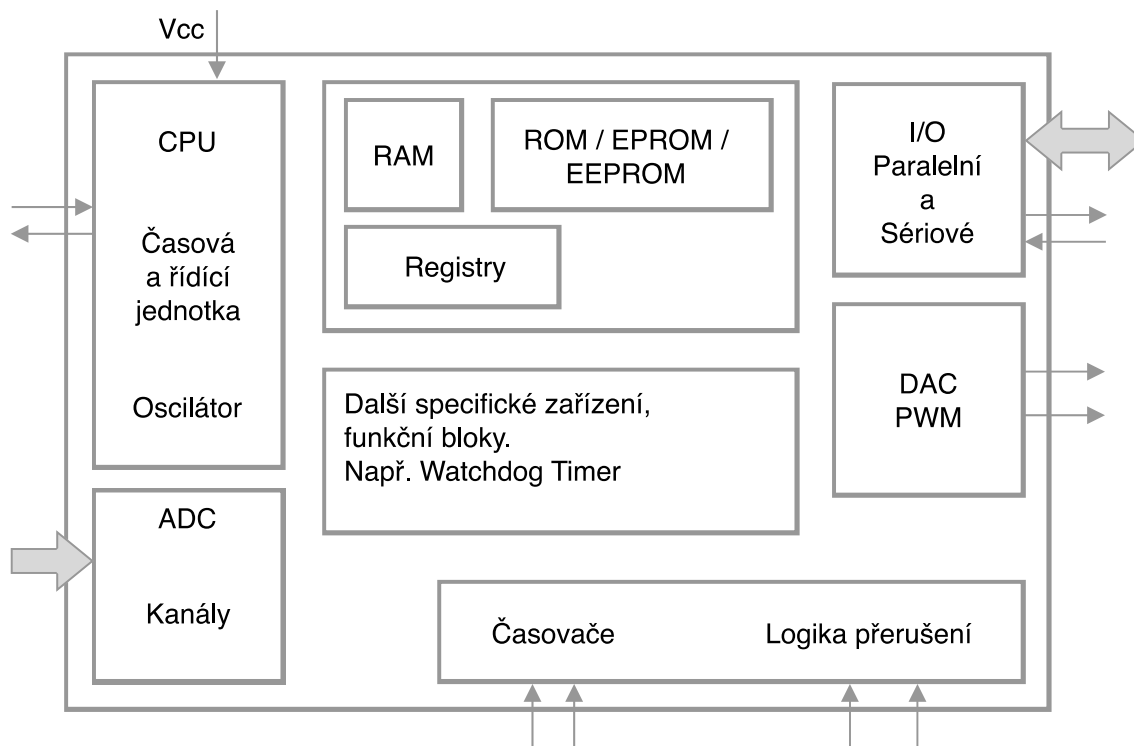 Vcc
CPU
Časová
a řídící
jednotka
Oscilátor
ADC
Kanály
RAM
ROM / EPROM /
EEPROM
Registry
Další specifické zařízení,
funkční bloky.
Např. Watchdog Timer
I/O
Paralelní
a
Sériové
DAC
PWM
Časovače
Logika přerušení